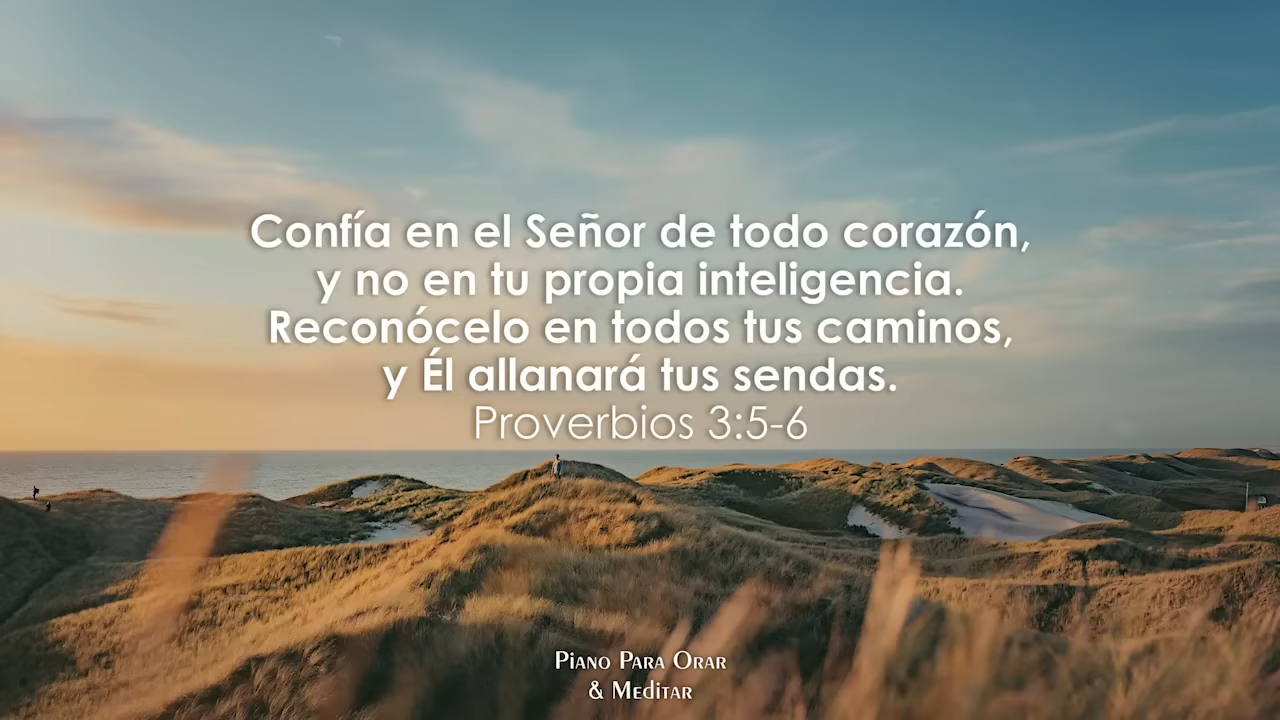 Confía en el Señor de todo corazón,
y no en tu propia inteligencia.
Reconócelo en todos tus caminos,
y Él allanará tus sendas.
Proverbios 3:5-6
Piano Para Orar
& Meditar